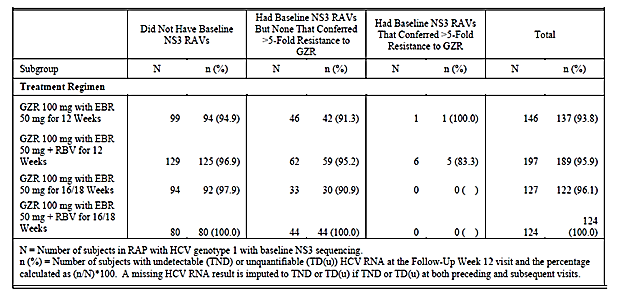 Did Not Have Baseline NS3 RAVs
Had Baseline NS3 RAVs But None That Conferred >5-Fold Resistance to GZR
Had Baseline NS3 RAVs That Conferred >5-Fold Resistance to GZR
Total
Subgroup N n (%) N n (%) N n (%) N n (%)
Treatment Regimen
GZR 100 mg with EBR 50 mg for 12 Weeks 99 94 (94.9) 46 42 (91.3) 1 1 (100.0) 146 137 (93.8)
GZR 100 mg with EBR 50 mg + RBV for 12 Weeks 129 125 (96.9) 62 59 (95.2) 6 5 (83.3) 197 189 (95.9)
GZR 100 mg with EBR 50 mg for 16/18 Weeks 94 92 (97.9) 33 30 (90.9) 0 0 ( ) 127 122 (96.1)
GZR 100 mg with EBR 50 mg + RBV for 16/18 Weeks 80 80 (100.0) 44 44 (100.0) 0 0 ( ) 124 124 (100.0)
N = Number of subjects in RAP with HCV genotype 1 with baseline NS3 sequencing.
n (%) = Number of subjects with undetectable (TND) or unquantifiable (TD(u)) HCV RNA at the Follow-Up Week 12 visit and the percentage
calculated as (n/N)*100. A missing HCV RNA result is imputed to TND or TD(u) if TND or TD(u) at both preceding and subsequent visits.